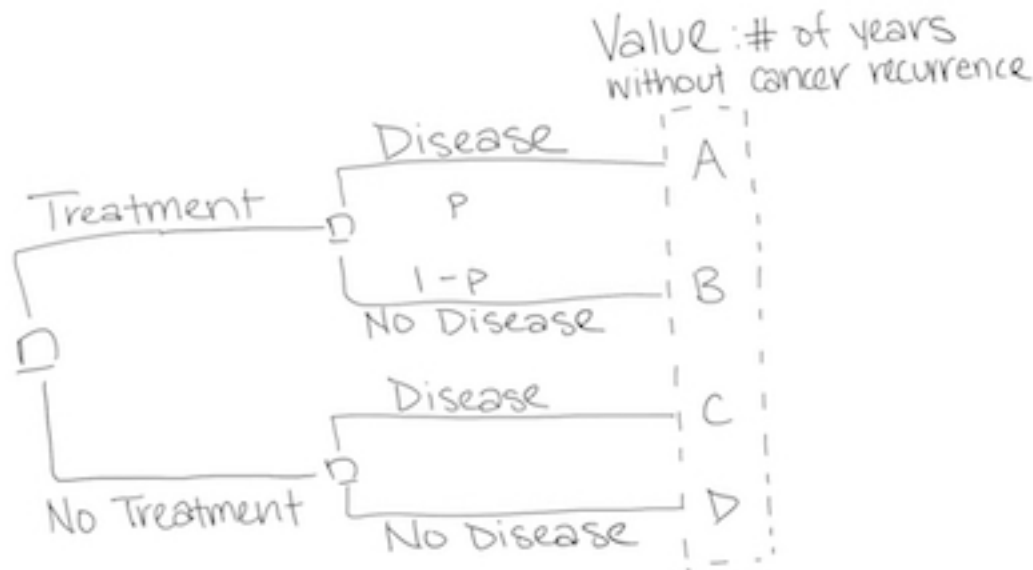 Value : # of years
without cancer recurrence
Disease
A
Treatment
P
1 - P
B
No Disease
Disease
C
No Treatment
No Disease
D